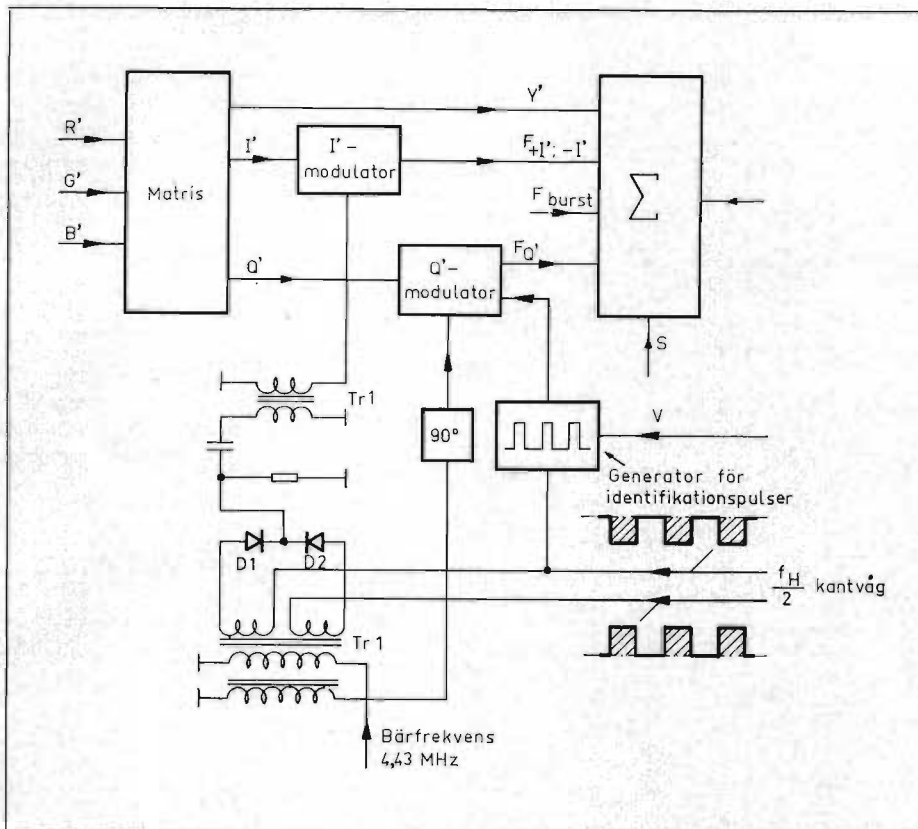 R'
G'
B'
Matris
Y'
I'
I' –
modulator
F+I'; –I'
F burst
Σ
Q'
Q' –
modulator
FQ'
S
Tr 1
90°
V
Generator för
identifikationspulser
D1
D2
fH
2
kantvåg
Tr 1
Bärfrekvens
4,43 MHz